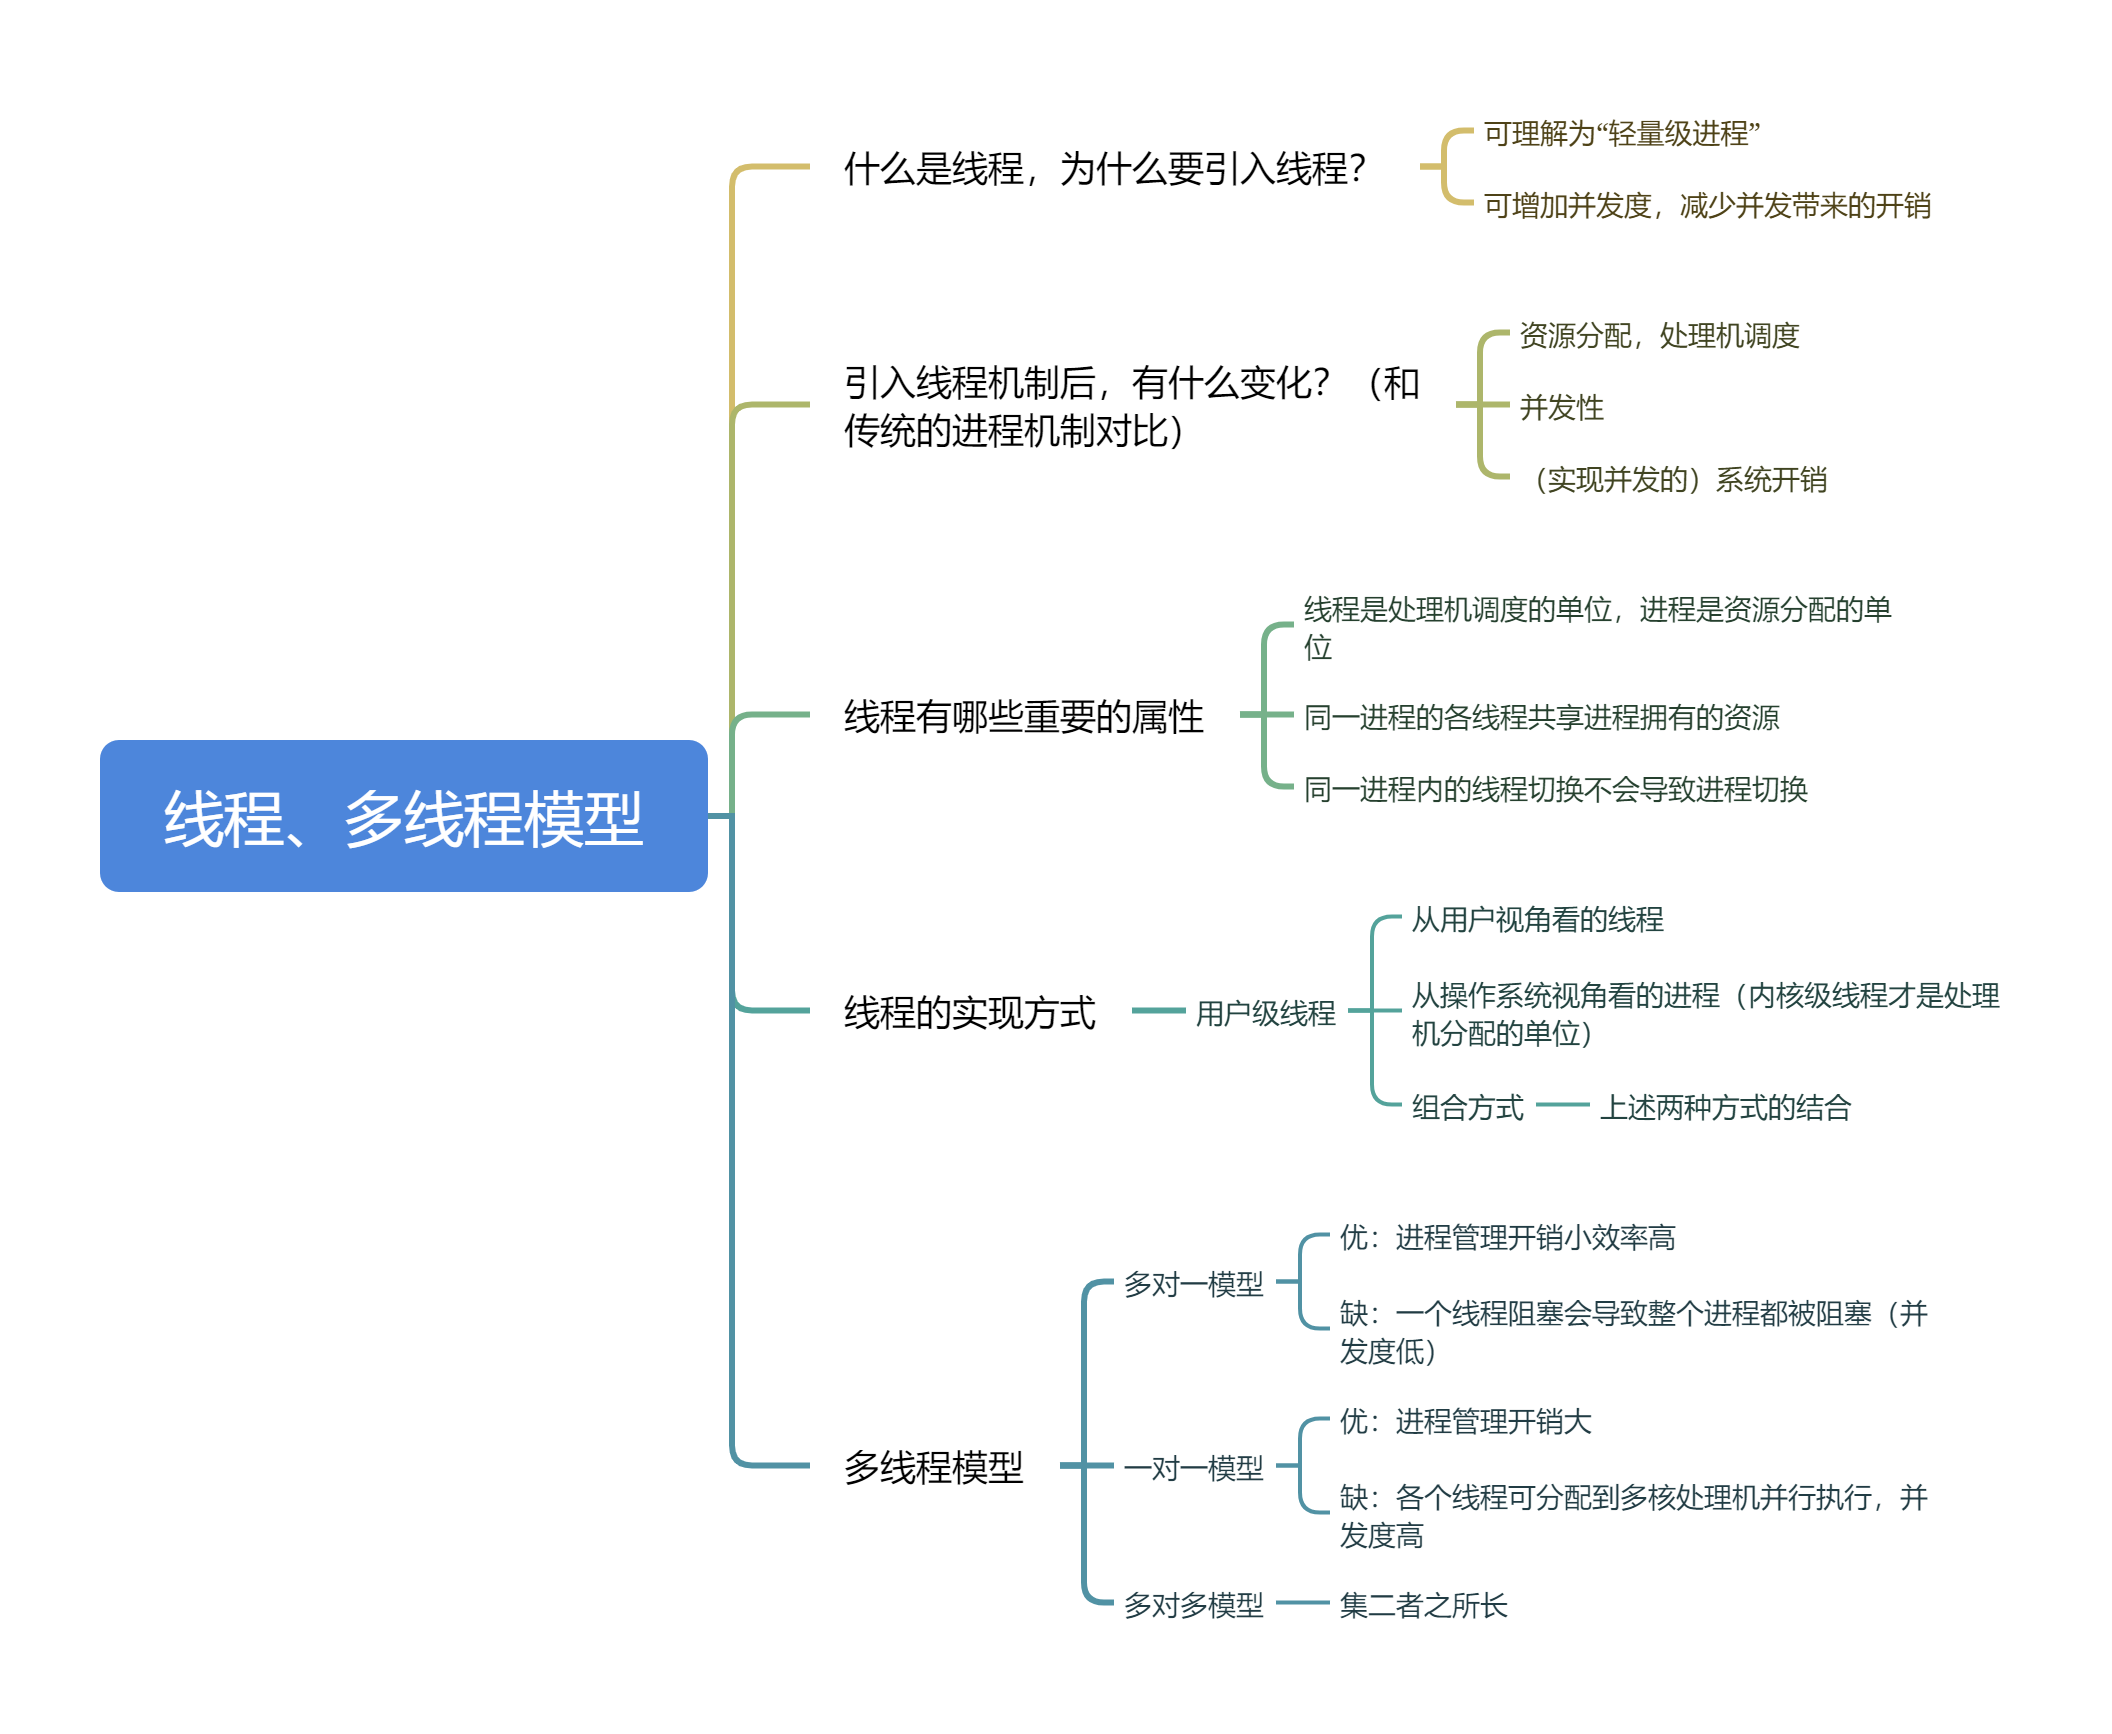 线程、多线程模型
什么是线程，为什么要引入线程？
可理解为“轻量级进程”
可增加并发度，减少并发带来的开销
引入线程机制后，有什么变化？（和
传统的进程机制对比）
资源分配，处理机调度
并发性
（实现并发的）系统开销
线程有哪些重要的属性
线程是处理机调度的单位，进程是资源分配的单
位
同一进程的各线程共享进程拥有的资源
同一进程内的线程切换不会导致进程切换
线程的实现方式
用户级线程
从用户视角看的线程
从操作系统视角看的进程（内核级线程才是处理
机分配的单位）
组合方式
上述两种方式的结合
多线程模型
多对一模型
优：进程管理开销小效率高
缺：一个线程阻塞会导致整个进程都被阻塞（并
发度低）
一对一模型
优：进程管理开销大
缺：各个线程可分配到多核处理机并行执行，并
发度高
多对多模型
集二者之所长